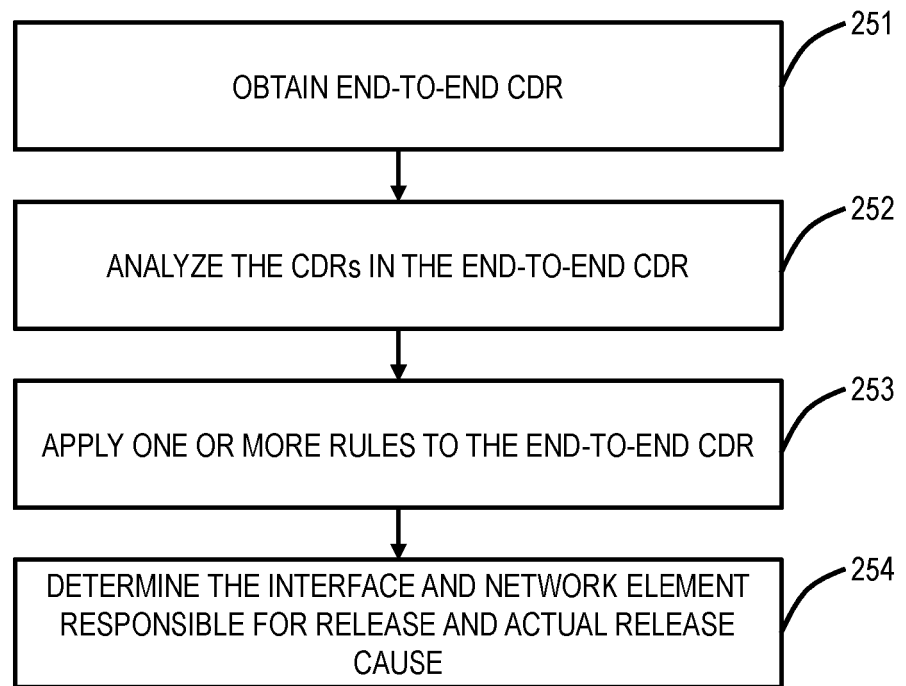 251
OBTAIN END-TO-END CDR
252
ANALYZE THE CDRs IN THE END-TO-END CDR
253
APPLY ONE OR MORE RULES TO THE END-TO-END CDR
254
DETERMINE THE INTERFACE AND NETWORK ELEMENT
RESPONSIBLE FOR RELEASE AND ACTUAL RELEASE
CAUSE